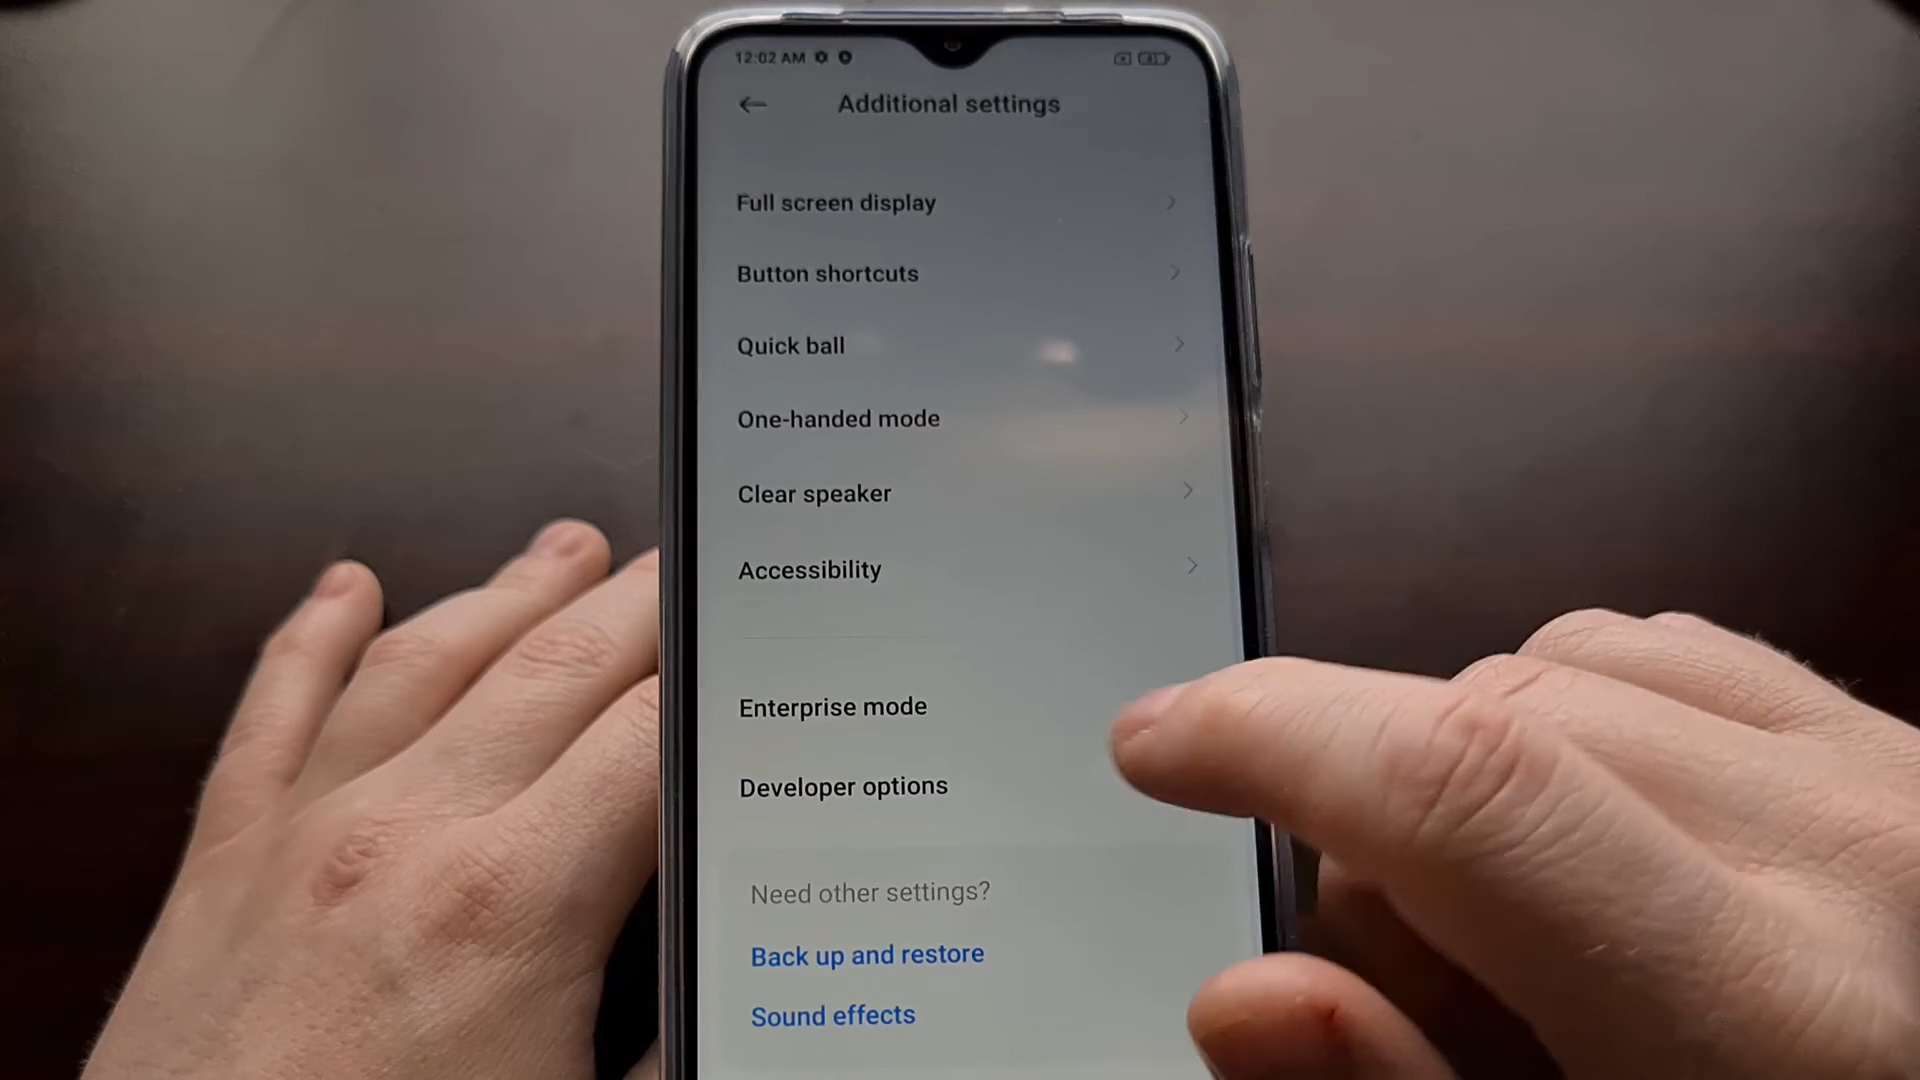 12:02 AM
Additional settings
Full screen display
Button shortcuts
Quick ball
One-handed mode
Clear speaker
Accessibility
Enterprise mode
Developer options
Need other settings?
Back up and restore
Sound effects